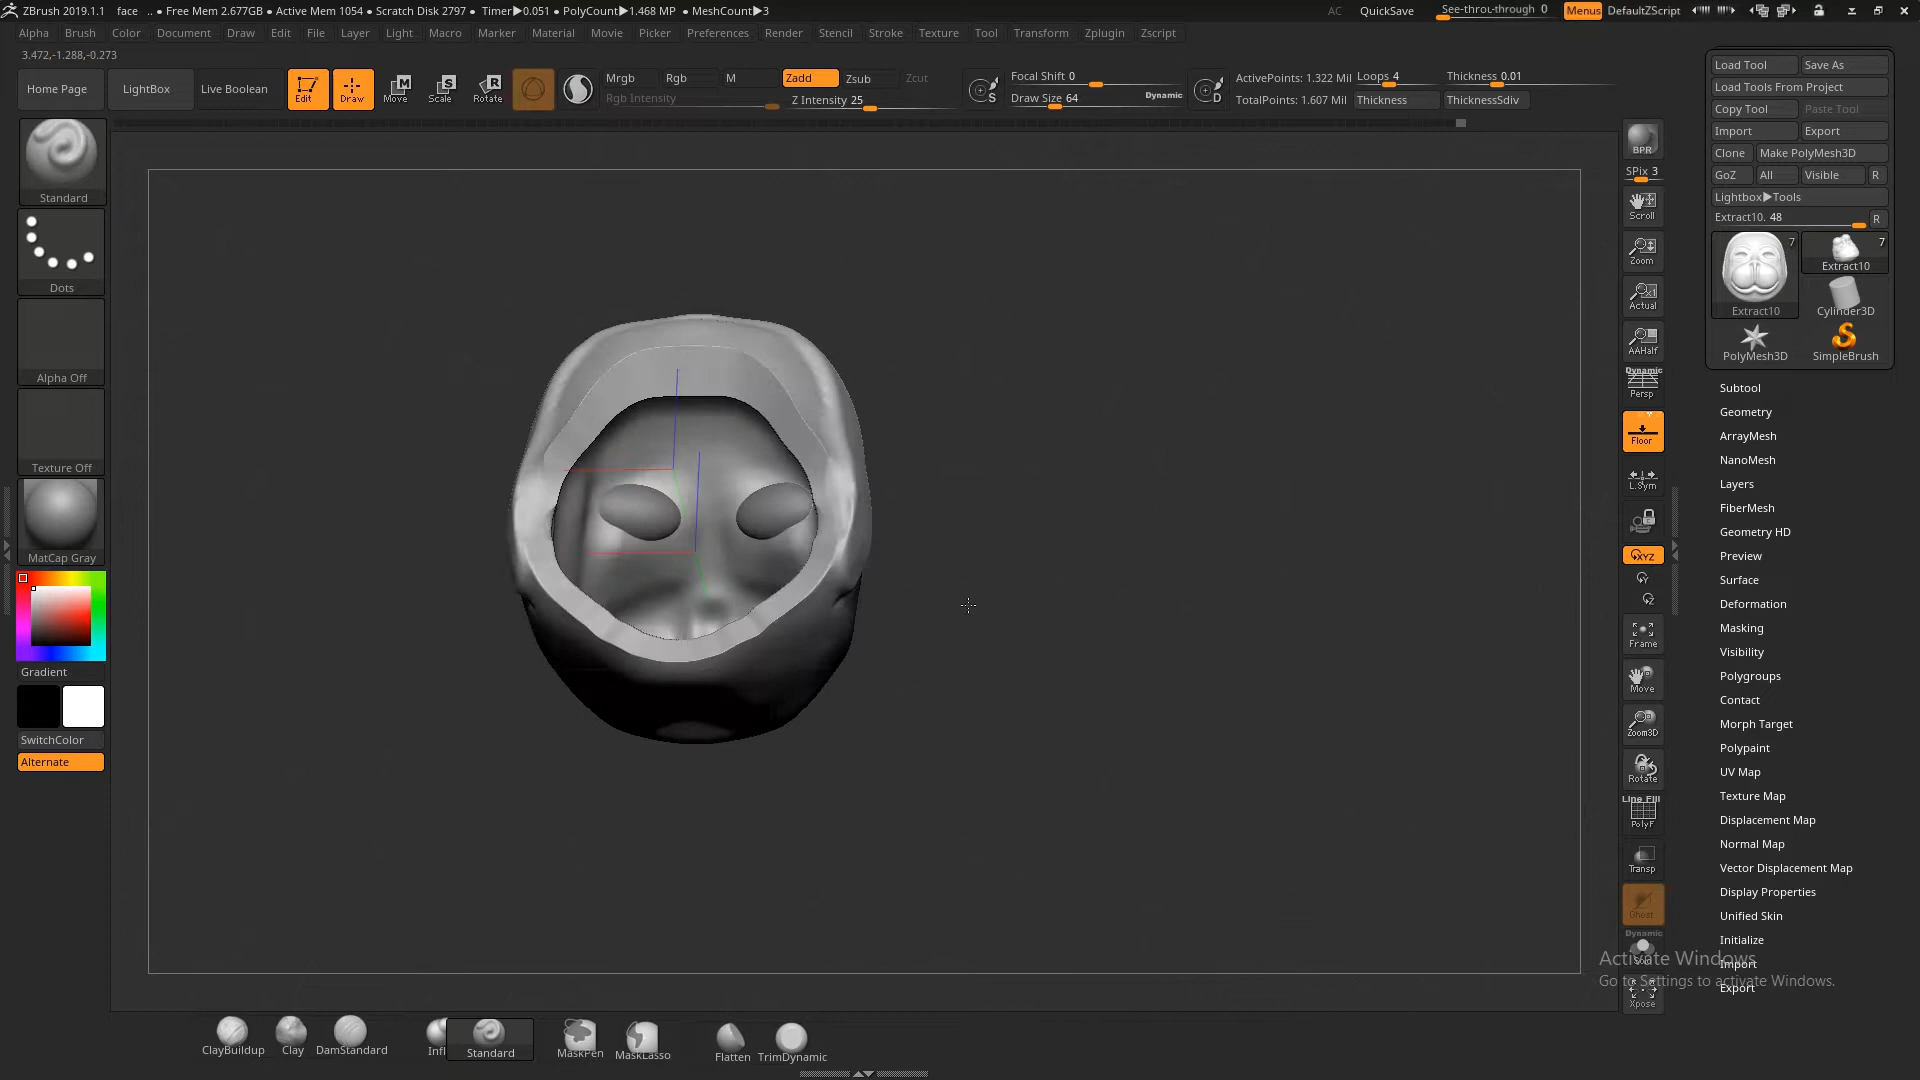 ZBrush 2019.1.1 face .. • Free Mem 2.677GB • Active Mem 1054 • Scratch Disk 2797 • Timer▶0.051 • PolyCount▶1.468 MP • MeshCount▶3 AC QuickSave See-through 0 Menus DefaultZScript
Alpha Brush Color Document Draw Edit File Layer Light Macro Marker Material Movie Picker Preferences Render Stencil Stroke Texture Tool Transform Zplugin Zscript
3.472,-1.288,-0.273
Home Page LightBox Live Boolean Edit Draw Move Scale Rotate
Mrgb Rgb M Zadd Zsub Zcut
Rgb Intensity Z Intensity 25
S Focal Shift 0
Draw Size 64 Dynamic
D ActivePoints: 1.322 Mil Loops 4 Thickness 0.01
TotalPoints: 1.607 Mil Thickness ThicknessSdiv
Standard
Dots
Alpha Off
Texture Off
MatCap Gray
Gradient
SwitchColor
Alternate
BPR
SPix 3
Scroll
Zoom
Actual
AAHalf
Dynamic
Persp
Floor
L.Sym
XYZ
Y
Z
Frame
Move
Zoom3D
Rotate
Line Fill
PolyF
Transp
Ghost
Dynamic
Solo
Xpose
Load Tool Save As
Load Tools From Project
Copy Tool Paste Tool
Import Export
Clone Make PolyMesh3D
GoZ All Visible R
Lightbox▶Tools
Extract10. 48 R
7 7
Extract10
Extract10 Cylinder3D
PolyMesh3D SimpleBrush
Subtool
Geometry
ArrayMesh
NanoMesh
Layers
FiberMesh
Geometry HD
Preview
Surface
Deformation
Masking
Visibility
Polygroups
Contact
Morph Target
Polypaint
UV Map
Texture Map
Displacement Map
Normal Map
Vector Displacement Map
Display Properties
Unified Skin
Initialize
Import
Export
Activate Windows
Go to Settings to activate Windows.
ClayBuildup Clay DamStandard Infl Standard MaskPen MaskLasso Flatten TrimDynamic